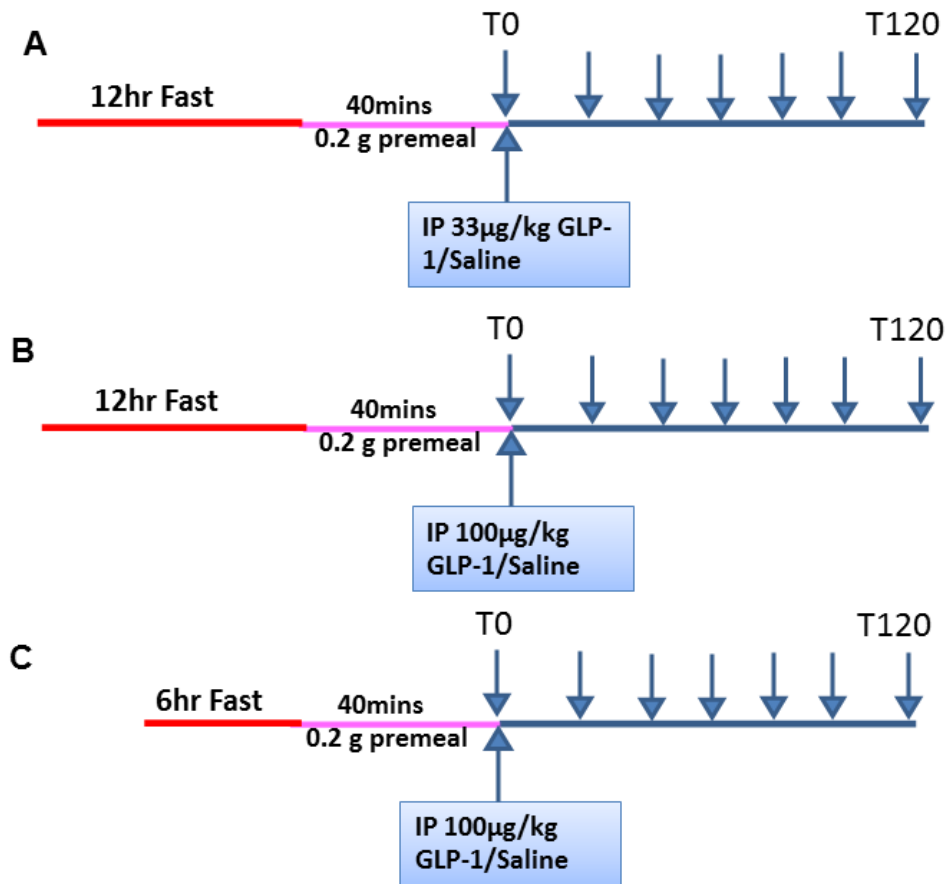 A
T0
T120
12hr Fast
40mins
0.2 g premeal
IP 33µg/kg GLP-
1/Saline
B
T0
T120
12hr Fast
40mins
0.2 g premeal
IP 100µg/kg
GLP-1/Saline
C
T0
T120
6hr Fast
40mins
0.2 g premeal
IP 100µg/kg
GLP-1/Saline